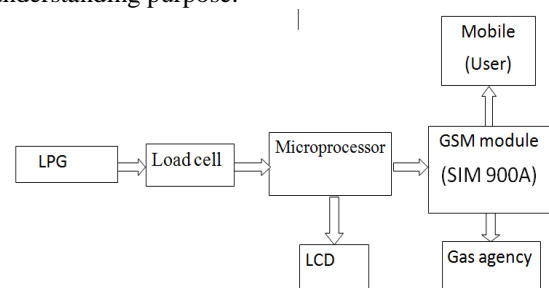 understanding purpose.
Mobile
(User)
LPG
Load cell
Microprocessor
GSM module
(SIM 900A)
LCD
Gas agency